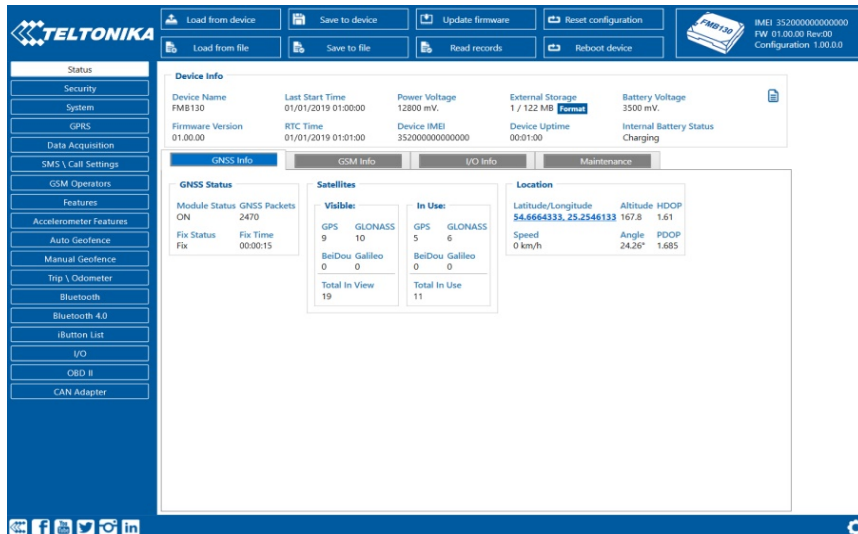 TELTONIKA
Load from device
Save to device
Update firmware
Reset configuration
Load from file
Save to file
Read records
Reboot device
FMB130
IMEI 352000000000000
FW 01.00.00 Rev:00
Configuration 1.00.0.0
Status
Security
System
GPRS
Data Acquisition
SMS \ Call Settings
GSM Operators
Features
Accelerometer Features
Auto Geofence
Manual Geofence
Trip \ Odometer
Bluetooth
Bluetooth 4.0
iButton List
I/O
OBD II
CAN Adapter
Device Info
Device Name Last Start Time Power Voltage External Storage Battery Voltage
FMB130 01/01/2019 01:00:00 12800 mV. 1 / 122 MB Format 3500 mV.
Firmware Version RTC Time Device IMEI Device Uptime Internal Battery Status
01.00.00 01/01/2019 01:01:00 352000000000000 00:01:00 Charging
GNSS Info GSM Info I/O Info Maintenance
GNSS Status
Module Status GNSS Packets
ON 2470
Fix Status Fix Time
Fix 00:00:15
Satellites
Visible:
GPS GLONASS
9 10
BeiDou Galileo
0 0
Total In View
19
In Use:
GPS GLONASS
5 6
BeiDou Galileo
0 0
Total In Use
11
Location
Latitude/Longitude Altitude HDOP
54.6664333, 25.2546133 167.8 1.61
Speed Angle PDOP
0 km/h 24.26° 1.685